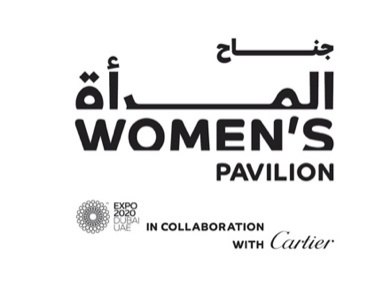 جناح
المرأة
WOMEN'S
PAVILION
EXPO
2020
DUBAI
UAE
IN COLLABORATION
WITH Cartier